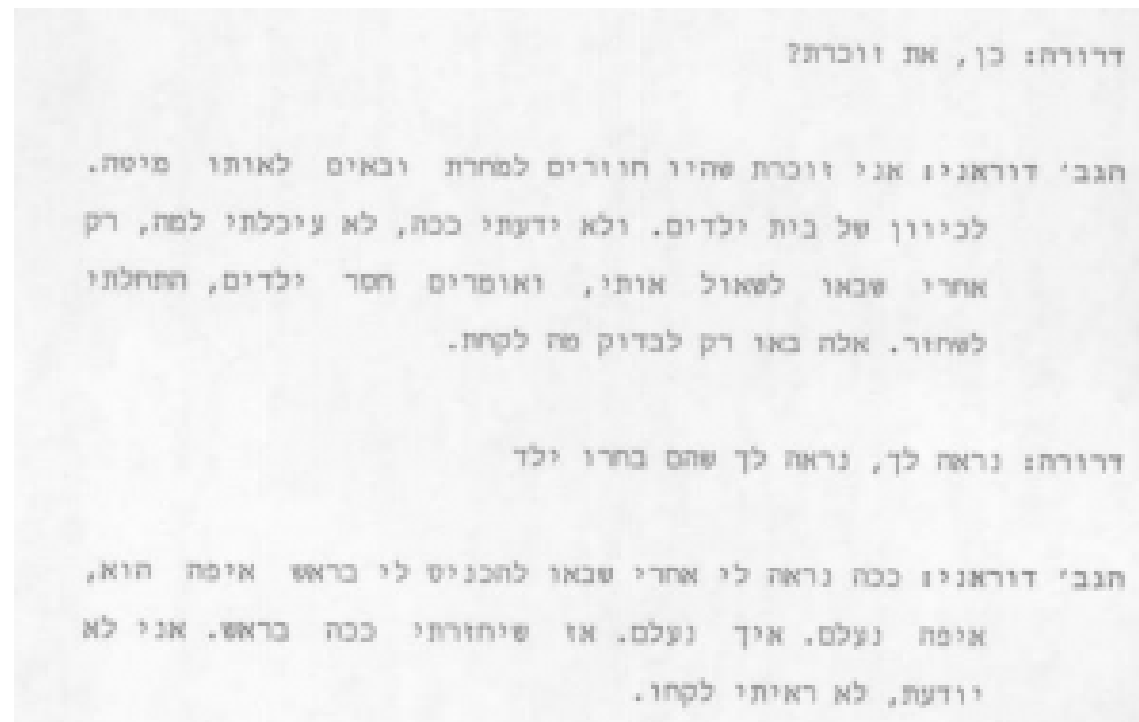 דרורה: כן, את זוכרת?
הגב' דוראני: אני זוכרת שהיו חוזרים למחרת ובאים לאותו מיטה.
לכיוון של בית ילדים. ולא ידעתי ככה, לא עיכלתי למה, רק
אחרי שבאו לשאול אותי, ואומרים חסר ילדים, התחלתי
לשחזר. אלה באו רק לבדוק מה לקחת.
דרורה: נראה לך, נראה לך שהם בחרו ילד
הגב' דוראני: ככה נראה לי אחרי שבאו להכניס לי בראש איפה הוא,
איפה נעלם. איך נעלם. אז שיחזרתי ככה בראש. אני לא
יודעת, לא ראיתי לקחו.